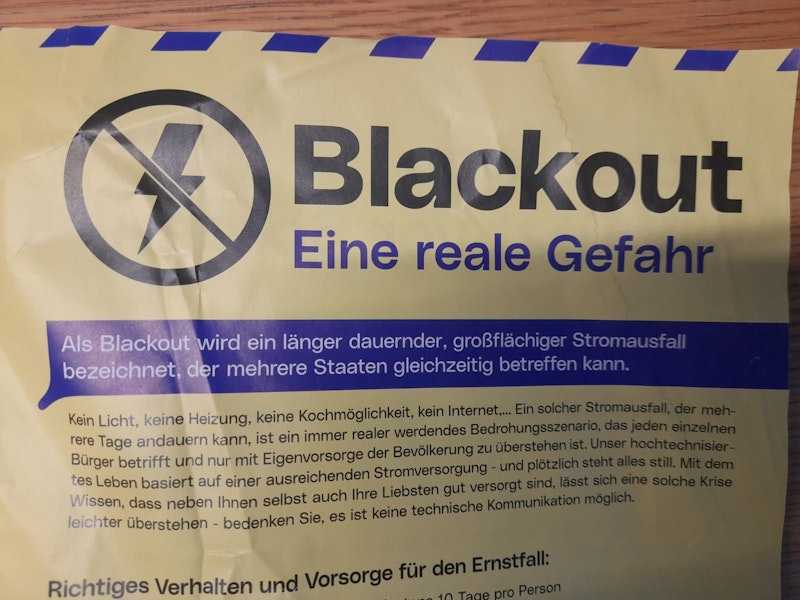 Blackout
Eine reale Gefahr
Als Blackout wird ein länger dauernder, großflächiger Stromausfall
bezeichnet, der mehrere Staaten gleichzeitig betreffen kann.
Kein Licht, keine Heizung, keine Kochmöglichkeit, kein Internet,... Ein solcher Stromausfall, der meh-
rere Tage andauern kann, ist ein immer realer werdendes Bedrohungsszenario, das jeden einzelnen
Bürger betrifft und nur mit Eigenvorsorge der Bevölkerung zu überstehen ist. Unser hochtechnisier-
tes Leben basiert auf einer ausreichenden Stromversorgung - und plötzlich steht alles still. Mit dem
Wissen, dass neben Ihnen selbst auch Ihre Liebsten gut versorgt sind, lässt sich eine solche Krise
leichter überstehen - bedenken Sie, es ist keine technische Kommunikation möglich.
Richtiges Verhalten und Vorsorge für den Ernstfall:
10 Tage pro Person